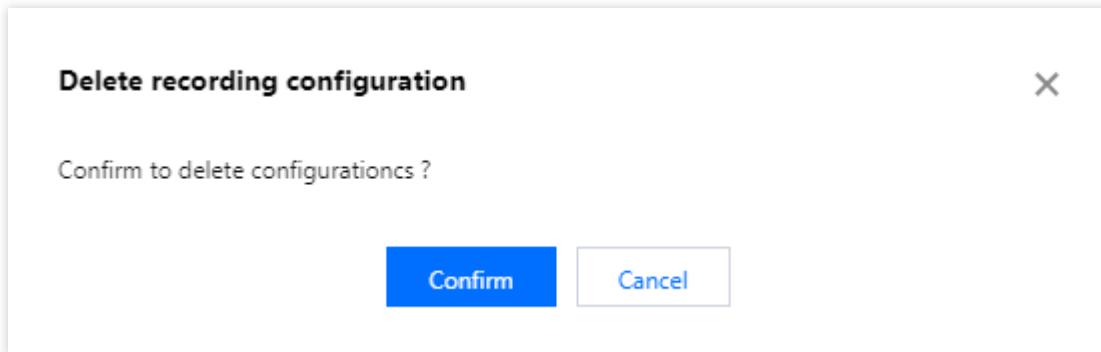 Delete recording configuration
Confirm to delete configurationcs ?
Confirm
Cancel